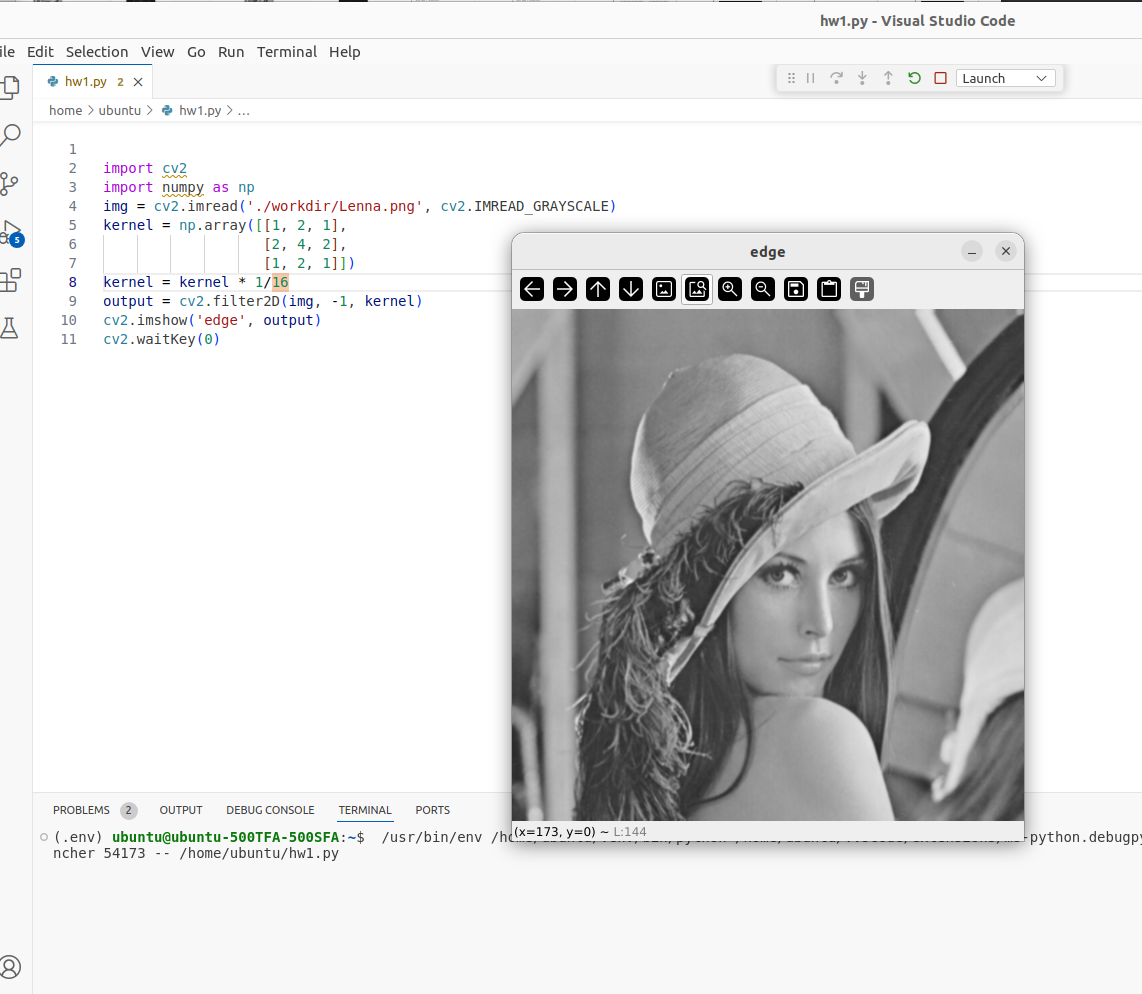 hw1.py - Visual Studio Code
ile Edit Selection View Go Run Terminal Help
hw1.py 2
Launch
home > ubuntu > hw1.py > ...
1
2 import cv2
3 import numpy as np
4 img = cv2.imread('./workdir/Lenna.png', cv2.IMREAD_GRAYSCALE)
5 kernel = np.array([[1, 2, 1],
6 [2, 4, 2],
7 [1, 2, 1]])
8 kernel = kernel * 1/16
9 output = cv2.filter2D(img, -1, kernel)
10 cv2.imshow('edge', output)
11 cv2.waitKey(0)
5
edge
(x=173, y=0) ~ L:144
PROBLEMS 2 OUTPUT DEBUG CONSOLE TERMINAL PORTS
(.env) ubuntu@ubuntu-500TFA-500SFA:~$ /usr/bin/env python.debugpy
ncher 54173 -- /home/ubuntu/hw1.py